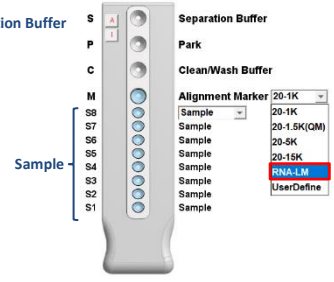 ion Buffer
S A Separation Buffer
I
P Park
C Clean/Wash Buffer
M Alignment Marker 20-1K
S8 Sample 20-1K
S7 Sample 20-1.5K(QM)
S6 Sample 20-5K
S5 Sample 20-15K
Sample S4 Sample RNA-LM
S3 Sample UserDefine
S2 Sample
S1 Sample